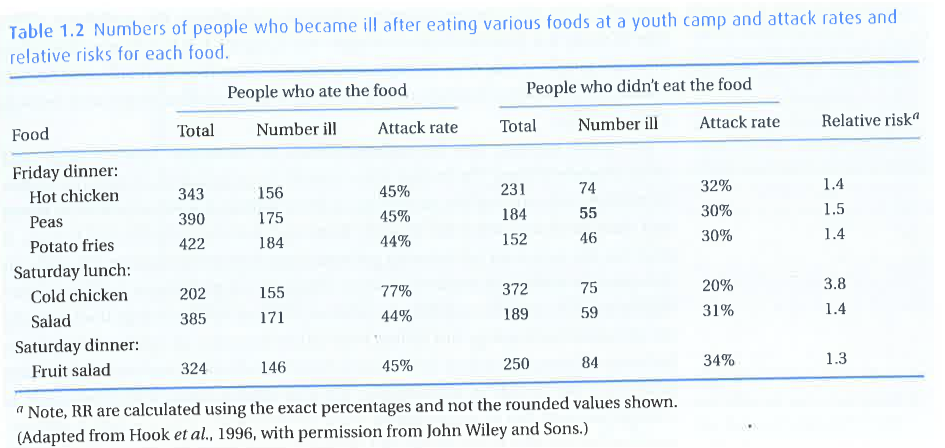 Table 1.2 Numbers of people who became ill after eating various foods at a youth camp and attack rates and
relative risks for each food.
People who ate the food People who didn't eat the food
Food Total Number ill Attack rate Total Number ill Attack rate Relative riskᵃ
Friday dinner:
Hot chicken 343 156 45% 231 74 32% 1.4
Peas 390 175 45% 184 55 30% 1.5
Potato fries 422 184 44% 152 46 30% 1.4
Saturday lunch:
Cold chicken 202 155 77% 372 75 20% 3.8
Salad 385 171 44% 189 59 31% 1.4
Saturday dinner:
Fruit salad 324 146 45% 250 84 34% 1.3
ᵃ Note, RR are calculated using the exact percentages and not the rounded values shown.
(Adapted from Hook et al., 1996, with permission from John Wiley and Sons.)